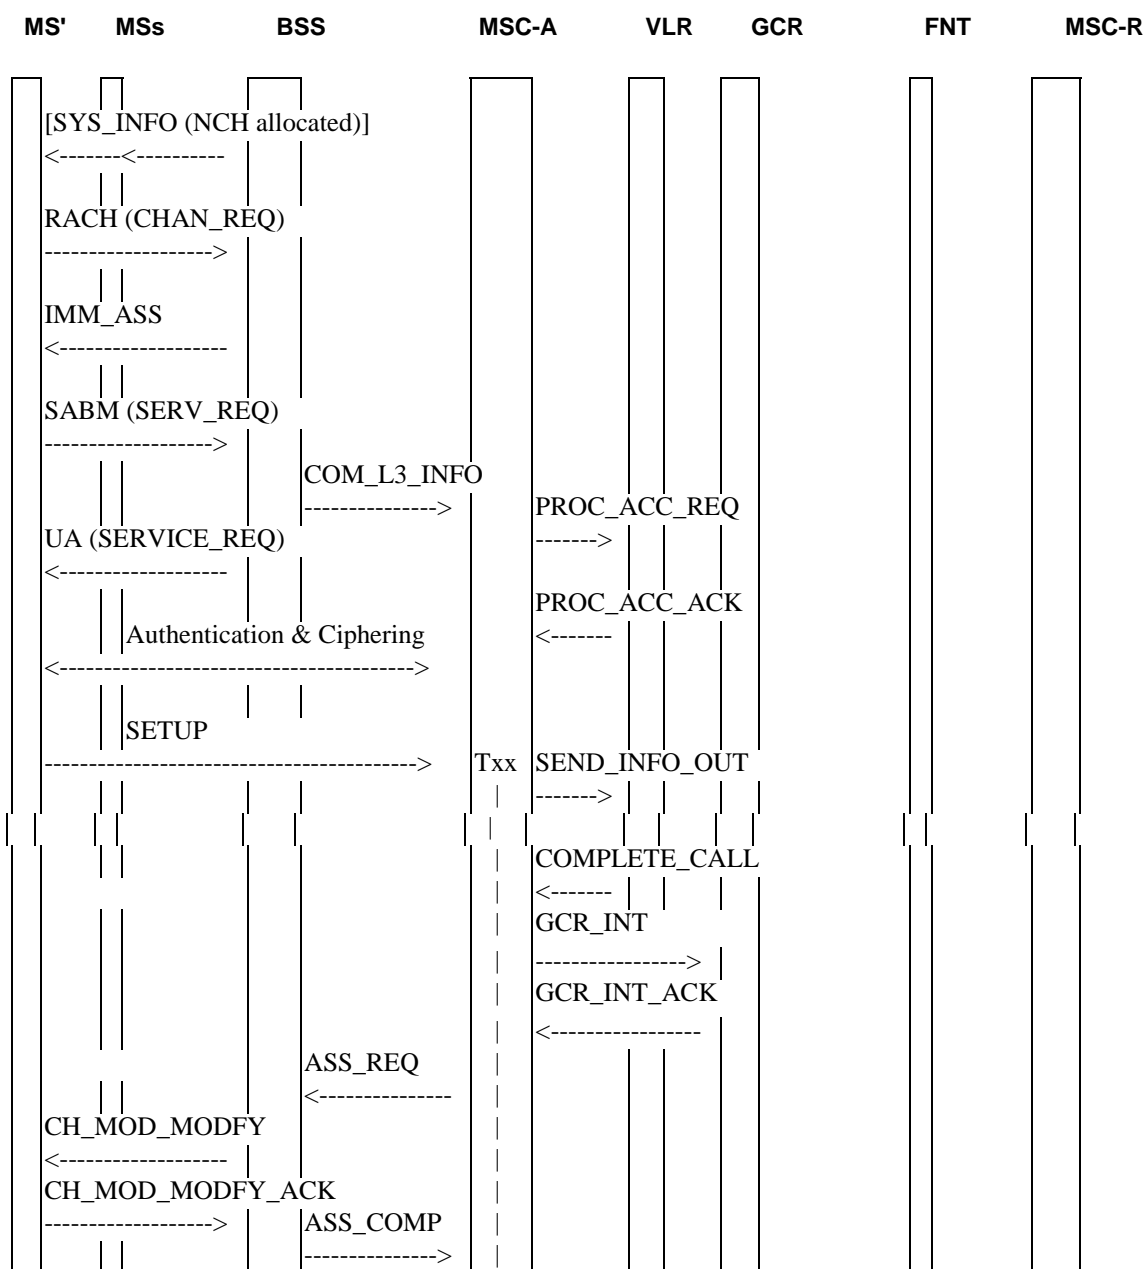 MS' MSs BSS MSC-A VLR GCR FNT MSC-R
[SYS_INFO (NCH allocated)]
RACH (CHAN_REQ)
IMM_ASS
SABM (SERV_REQ)
COM_L3_INFO
PROC_ACC_REQ
UA (SERVICE_REQ)
PROC_ACC_ACK
Authentication & Ciphering
SETUP
Txx SEND_INFO_OUT
COMPLETE_CALL
GCR_INT
GCR_INT_ACK
ASS_REQ
CH_MOD_MODFY
CH_MOD_MODFY_ACK
ASS_COMP